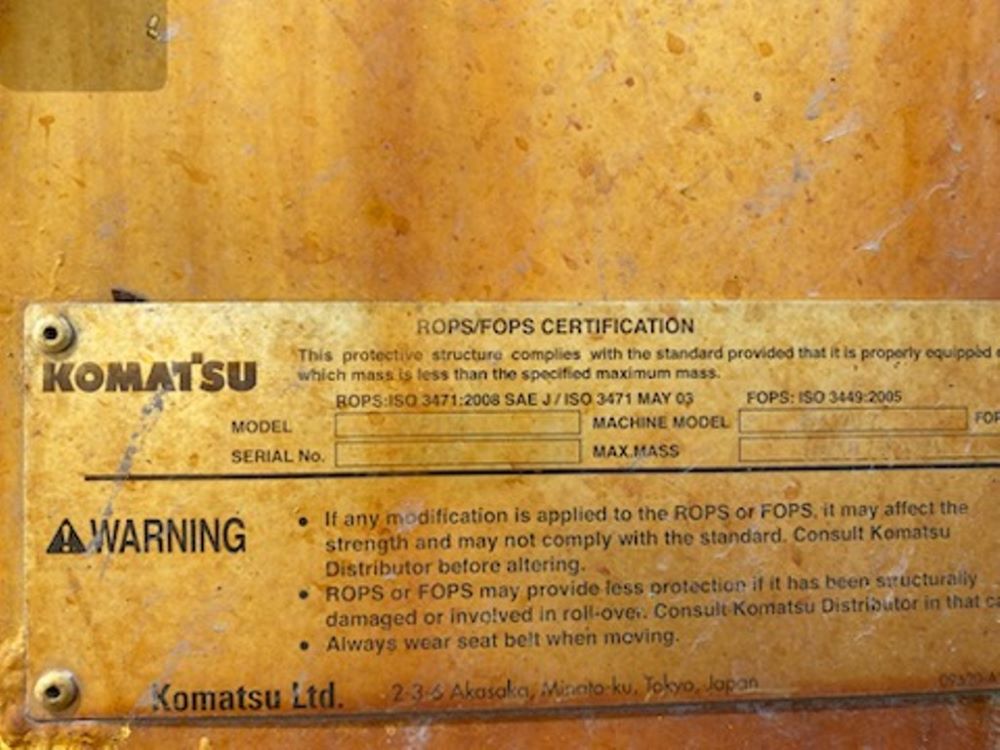 ROPS/FOPS CERTIFICATION
KOMATSU
This protective structure complies with the standard provided that it is properly equipped
which mass is less than the specified maximum mass.
ROPS:ISO 3471:2008 SAE J / ISO 3471 MAY 03 FOPS: ISO 3449:2005
MODEL MACHINE MODEL
SERIAL No. MAX.MASS
WARNING
• If any modification is applied to the ROPS or FOPS, it may affect the
strength and may not comply with the standard. Consult Komatsu
Distributor before altering.
• ROPS or FOPS may provide less protection if it has been structurally
damaged or involved in roll-over. Consult Komatsu Distributor in that
• Always wear seat belt when moving.
Komatsu Ltd. 2-3-6 Akasaka, Minato-ku, Tokyo, Japan